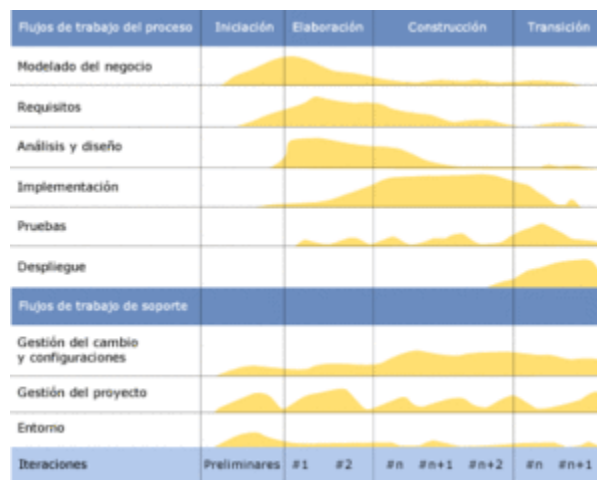 Flujos de trabajo del proceso Iniciación Elaboración Construcción Transición
Modelado del negocio
Requisitos
Análisis y diseño
Implementación
Pruebas
Despliegue
Flujos de trabajo de soporte
Gestión del cambio
y configuraciones
Gestión del proyecto
Entorno
Iteraciones Preliminares #1 #2 #n #n+1 #n+2 #n #n+1